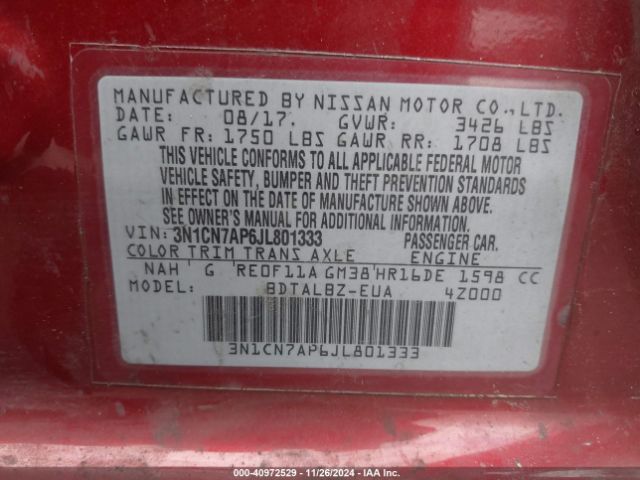 MANUFACTURED BY NISSAN MOTOR CO., LTD.
DATE: 08/17. GVWR: 3426 LBS
GAWR FR: 1750 LBS GAWR RR: 1708 LBS
THIS VEHICLE CONFORMS TO ALL APPLICABLE FEDERAL MOTOR
VEHICLE SAFETY, BUMPER AND THEFT PREVENTION STANDARDS
IN EFFECT ON THE DATE OF MANUFACTURE SHOWN ABOVE.
SEE OWNER'S MANUAL FOR ADDITIONAL INFORMATION.
VIN: 3N1CN7AP6JL801333 PASSENGER CAR.
COLOR TRIM TRANS AXLE ENGINE
NAH G RE0F11A GM38 HR16DE 1598 CC
MODEL: BDTALBZ-EUA 4Z000
3N1CN7AP6JL801333
000-40972529 - 11/26/2024 - IAA Inc.